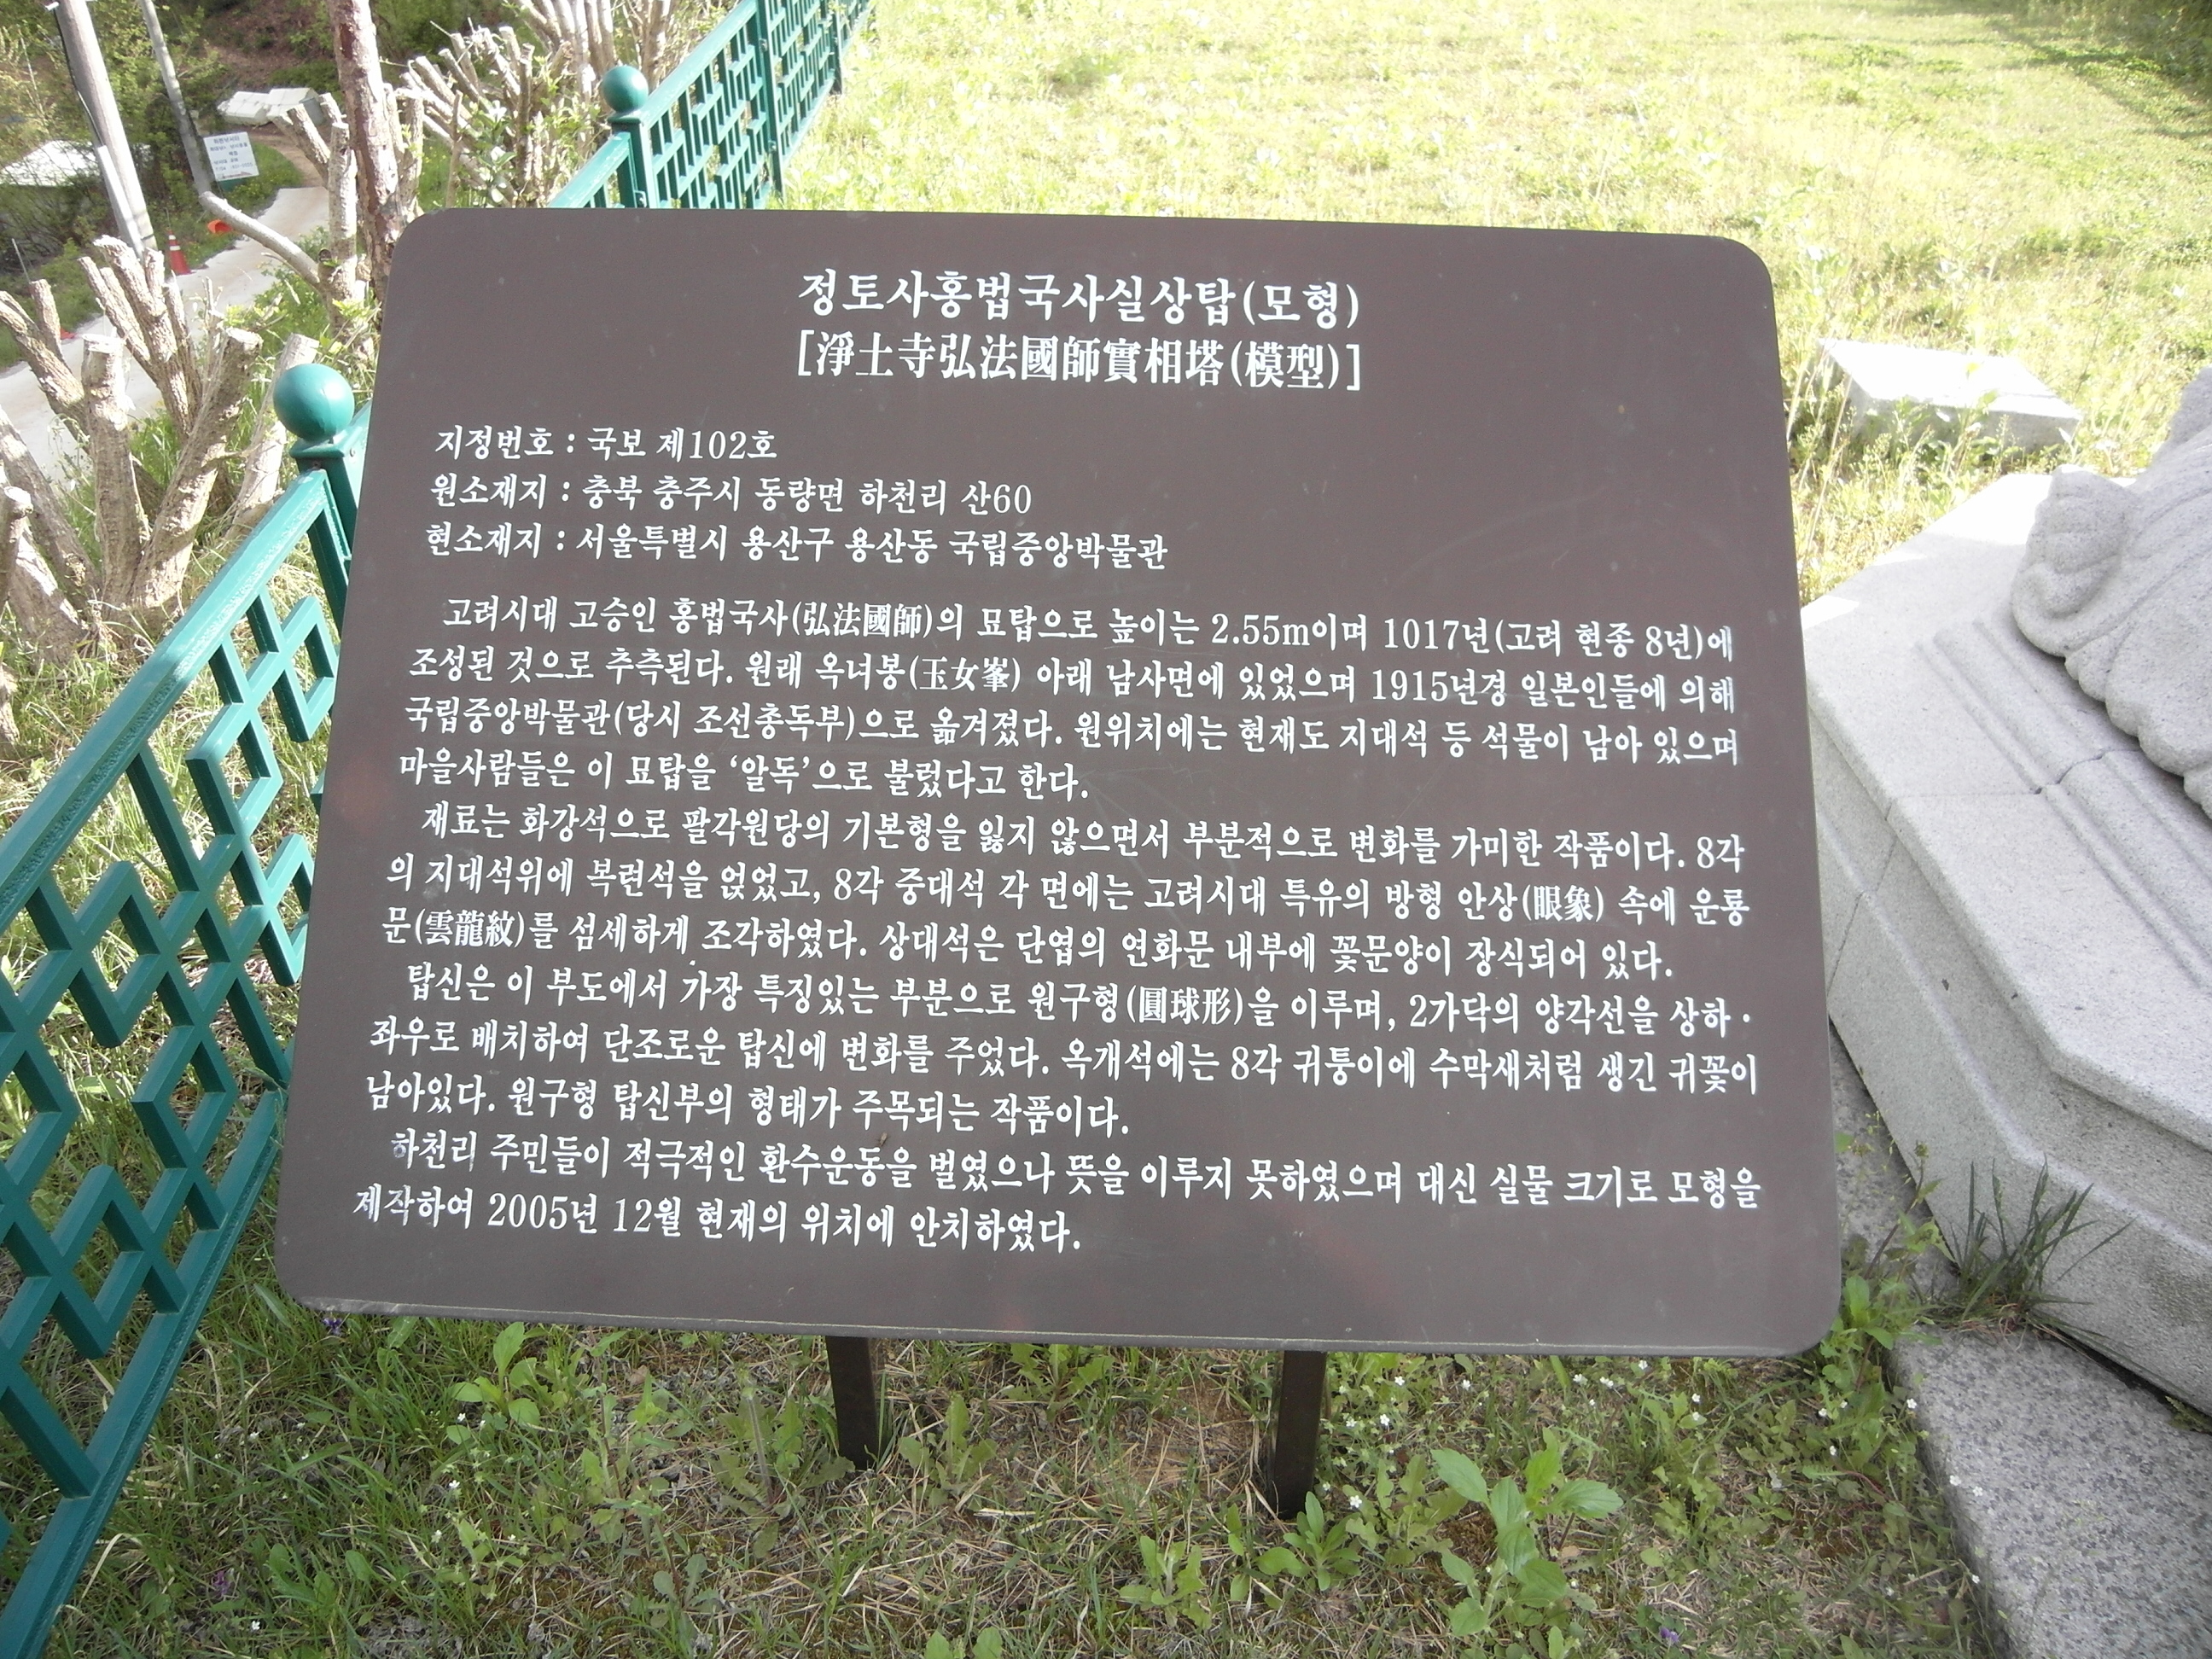 정토사홍법국사실상탑(모형)
[淨土寺弘法國師實相塔(模型)]
지정번호 : 국보 제102호
원소재지 : 충북 충주시 동량면 하천리 산60
현소재지 : 서울특별시 용산구 용산동 국립중앙박물관
고려시대 고승인 홍법국사(弘法國師)의 묘탑으로 높이는 2.55m이며 1017년(고려 현종 8년)에
조성된 것으로 추측된다. 원래 옥녀봉(玉女峯) 아래 남사면에 있었으며 1915년경 일본인들에 의해
국립중앙박물관(당시 조선총독부)으로 옮겨졌다. 원위치에는 현재도 지대석 등 석물이 남아 있으며
마을사람들은 이 묘탑을 ‘알독’으로 불렀다고 한다.
재료는 화강석으로 팔각원당의 기본형을 잃지 않으면서 부분적으로 변화를 가미한 작품이다. 8각
의 지대석위에 복련석을 얹었고, 8각 중대석 각 면에는 고려시대 특유의 방형 안상(眼象) 속에 운룡
문(雲龍紋)를 섬세하게 조각하였다. 상대석은 단엽의 연화문 내부에 꽃문양이 장식되어 있다.
탑신은 이 부도에서 가장 특징있는 부분으로 원구형(圓球形)을 이루며, 2가닥의 양각선을 상하 ·
좌우로 배치하여 단조로운 탑신에 변화를 주었다. 옥개석에는 8각 귀퉁이에 수막새처럼 생긴 귀꽃이
남아있다. 원구형 탑신부의 형태가 주목되는 작품이다.
하천리 주민들이 적극적인 환수운동을 벌였으나 뜻을 이루지 못하였으며 대신 실물 크기로 모형을
제작하여 2005년 12월 현재의 위치에 안치하였다.